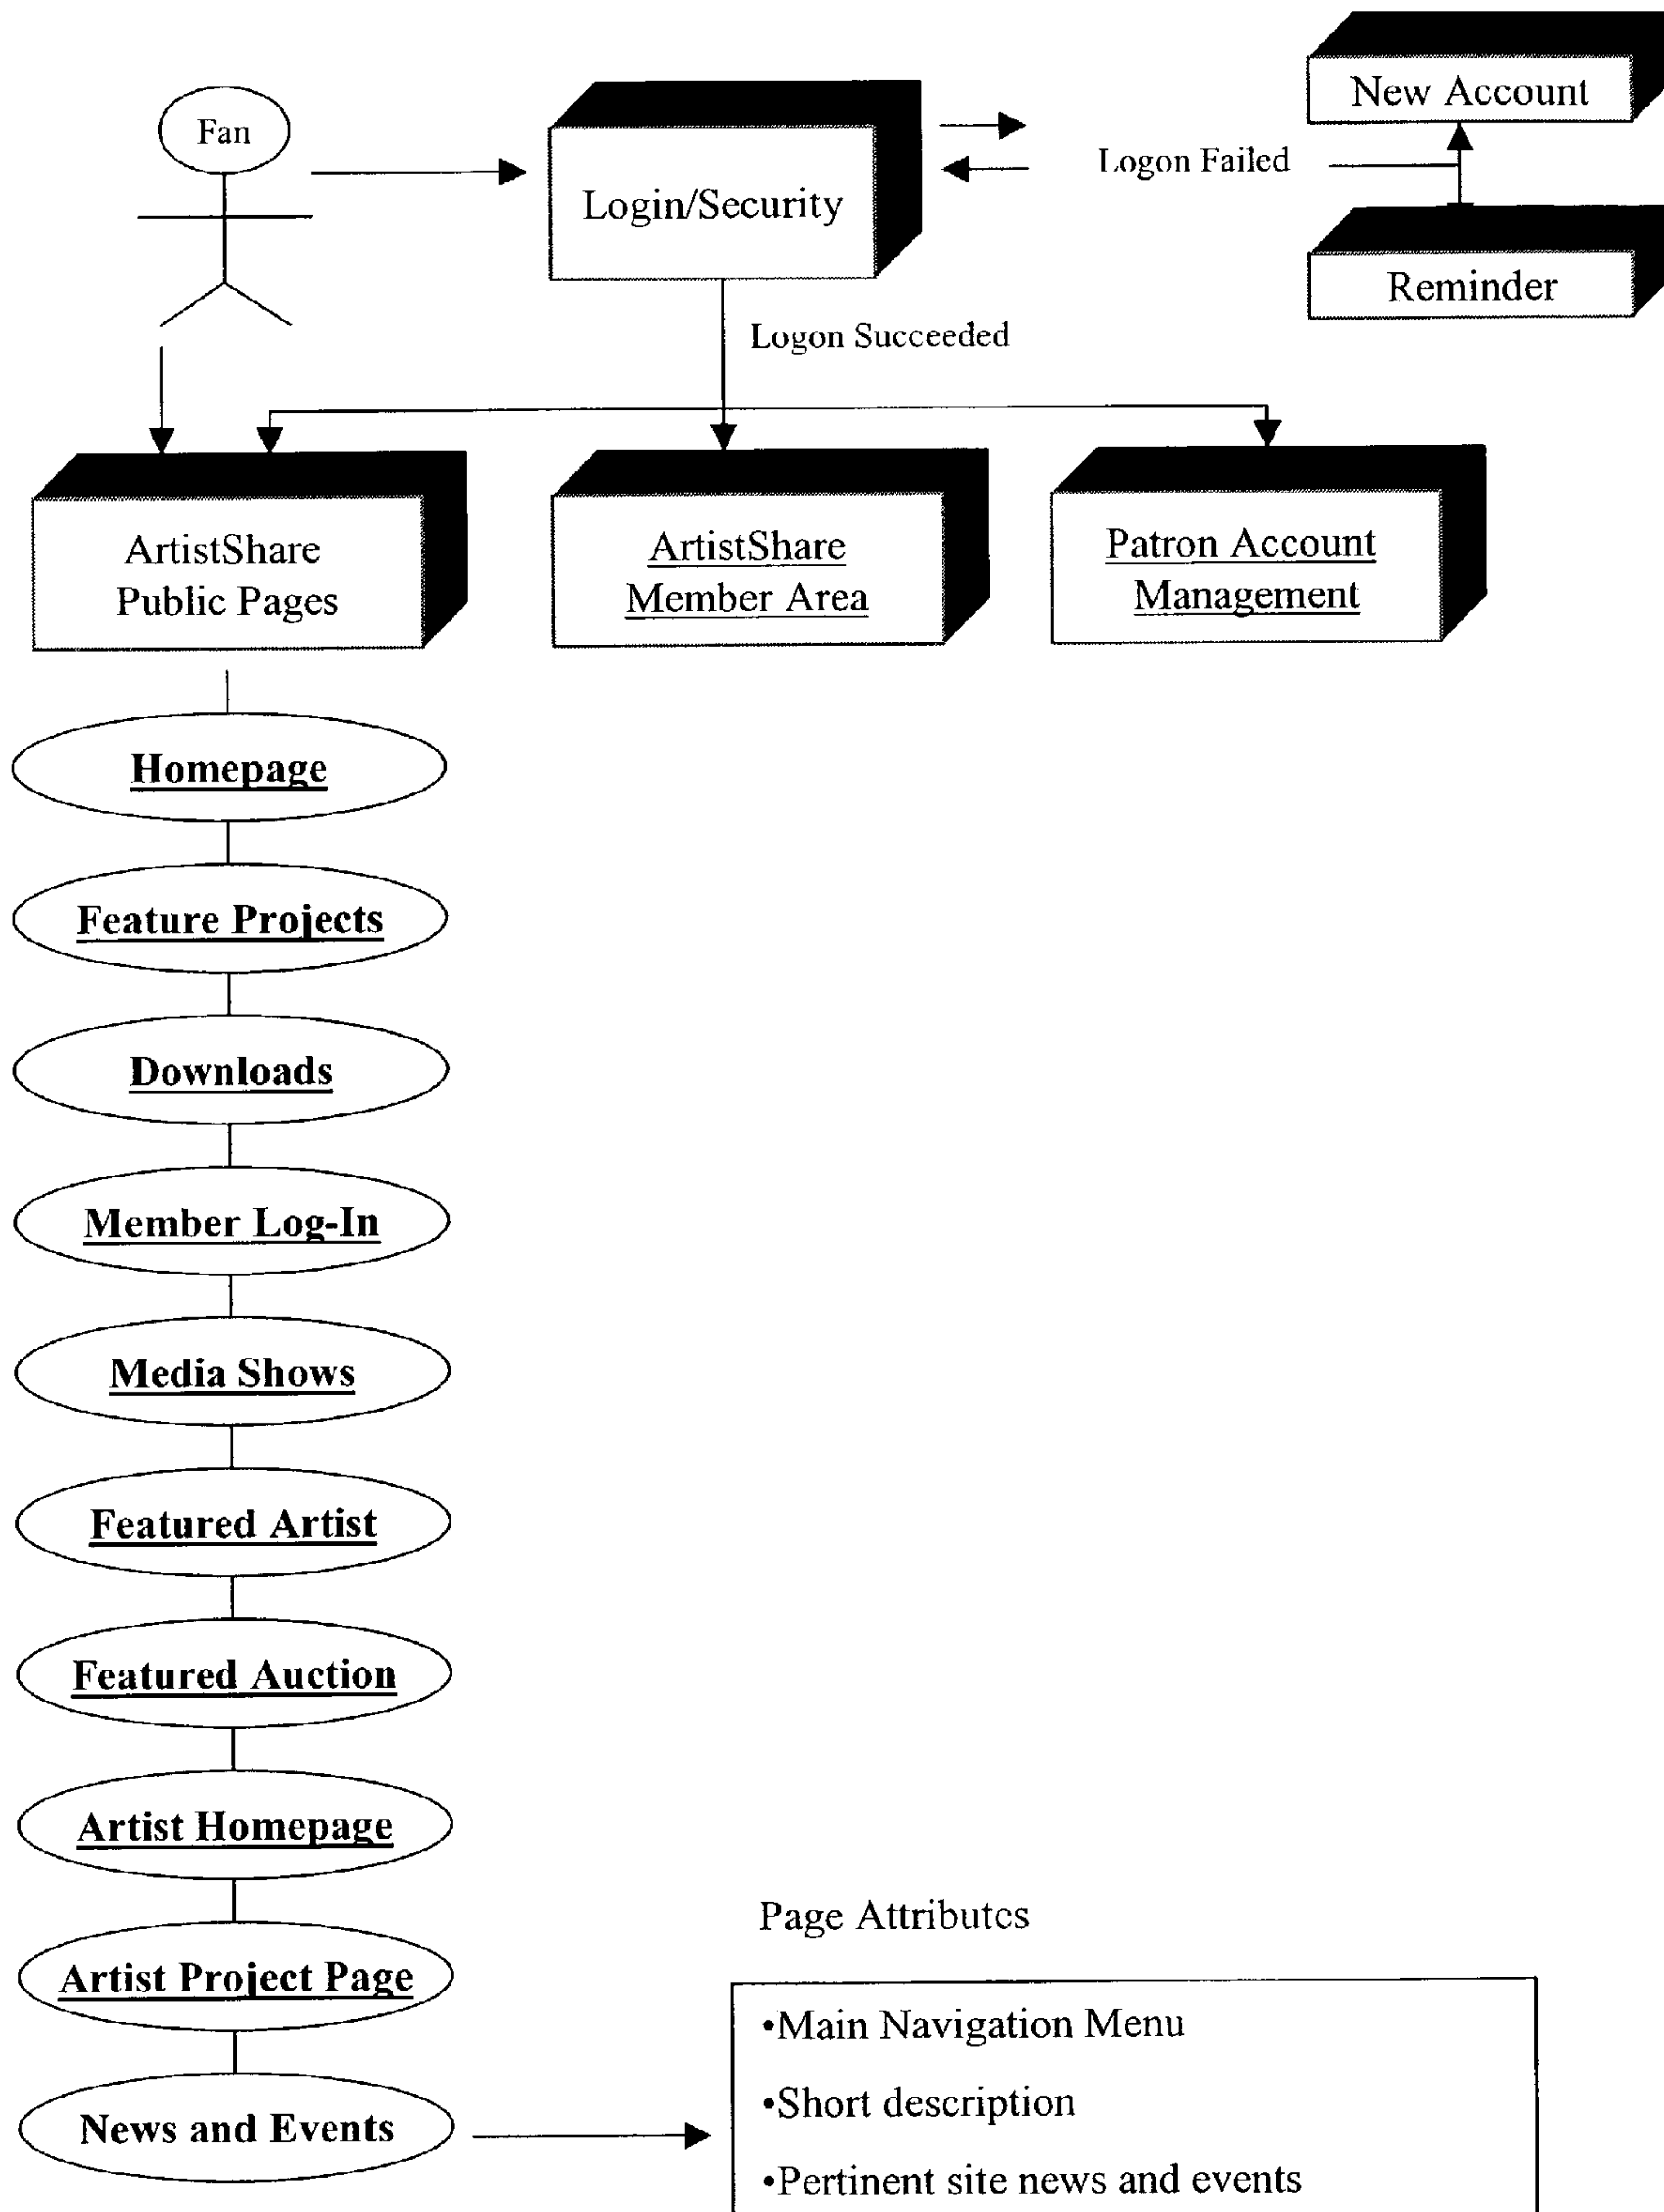 Fan
Login/Security
New Account
Logon Failed
Reminder
Logon Succeeded
ArtistShare
Public Pages
ArtistShare
Member Area
Patron Account
Management
Homepage
Feature Projects
Downloads
Member Log-In
Media Shows
Featured Artist
Featured Auction
Artist Homepage
Artist Project Page
News and Events
Page Attributes
•Main Navigation Menu
•Short description
•Pertinent site news and events